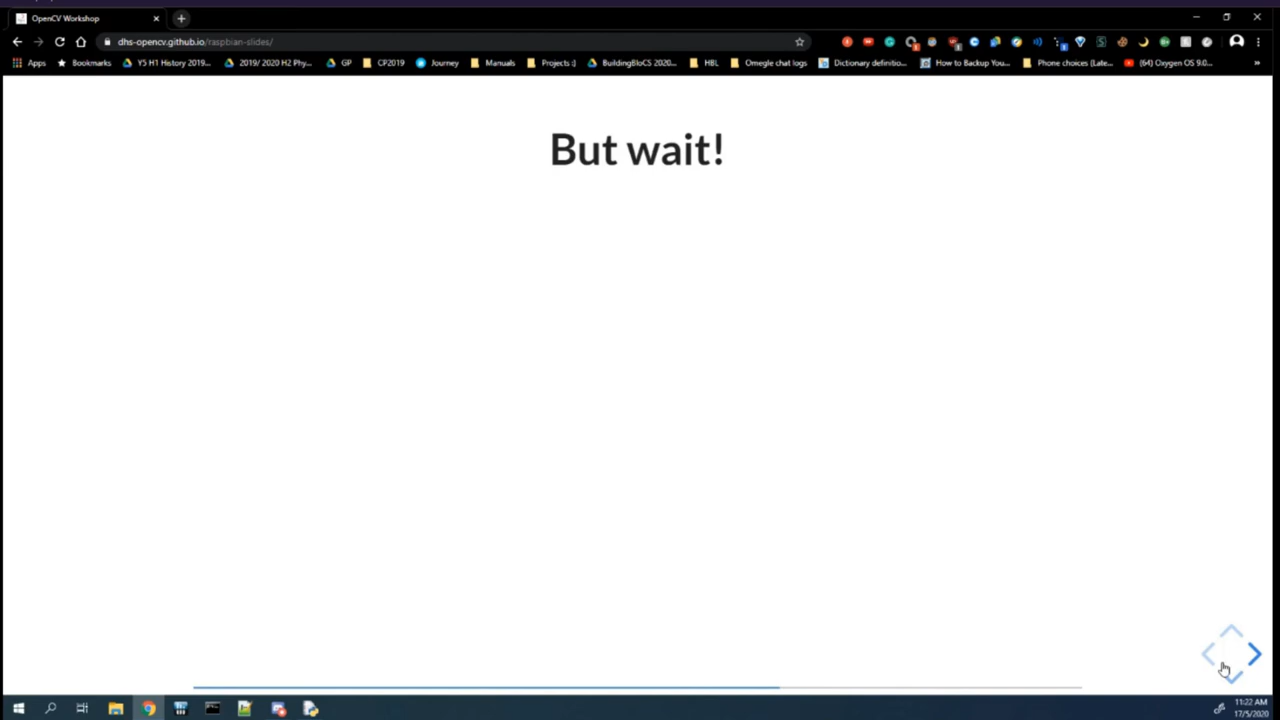 OpenCV Workshop
dhs-opencv.github.io/raspbian-slides/
Apps
Bookmarks
Y5 H1 History 2019...
2019/ 2020 H2 Phy...
GP
CP2019
Journey
Manuals
Projects :)
BuildingBloCS 2020...
HBL
Omegle chat logs
Dictionary definitio...
How to Backup You...
Phone choices (Late...
(64) Oxygen OS 9.0...
»
But wait!
11:22 AM
17/5/2020